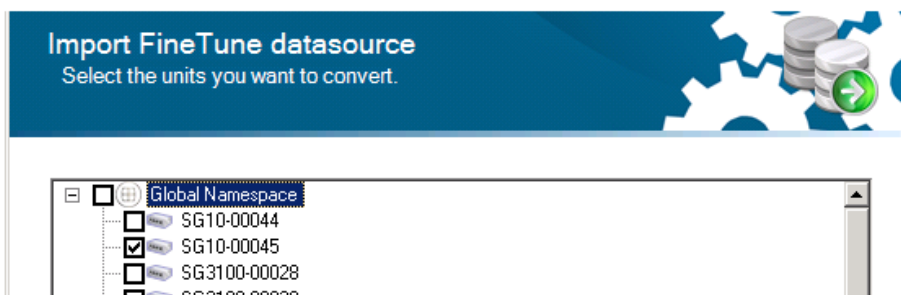 Import FineTune datasource
Select the units you want to convert.
Global Namespace
SG10-00044
SG10-00045
SG3100-00028